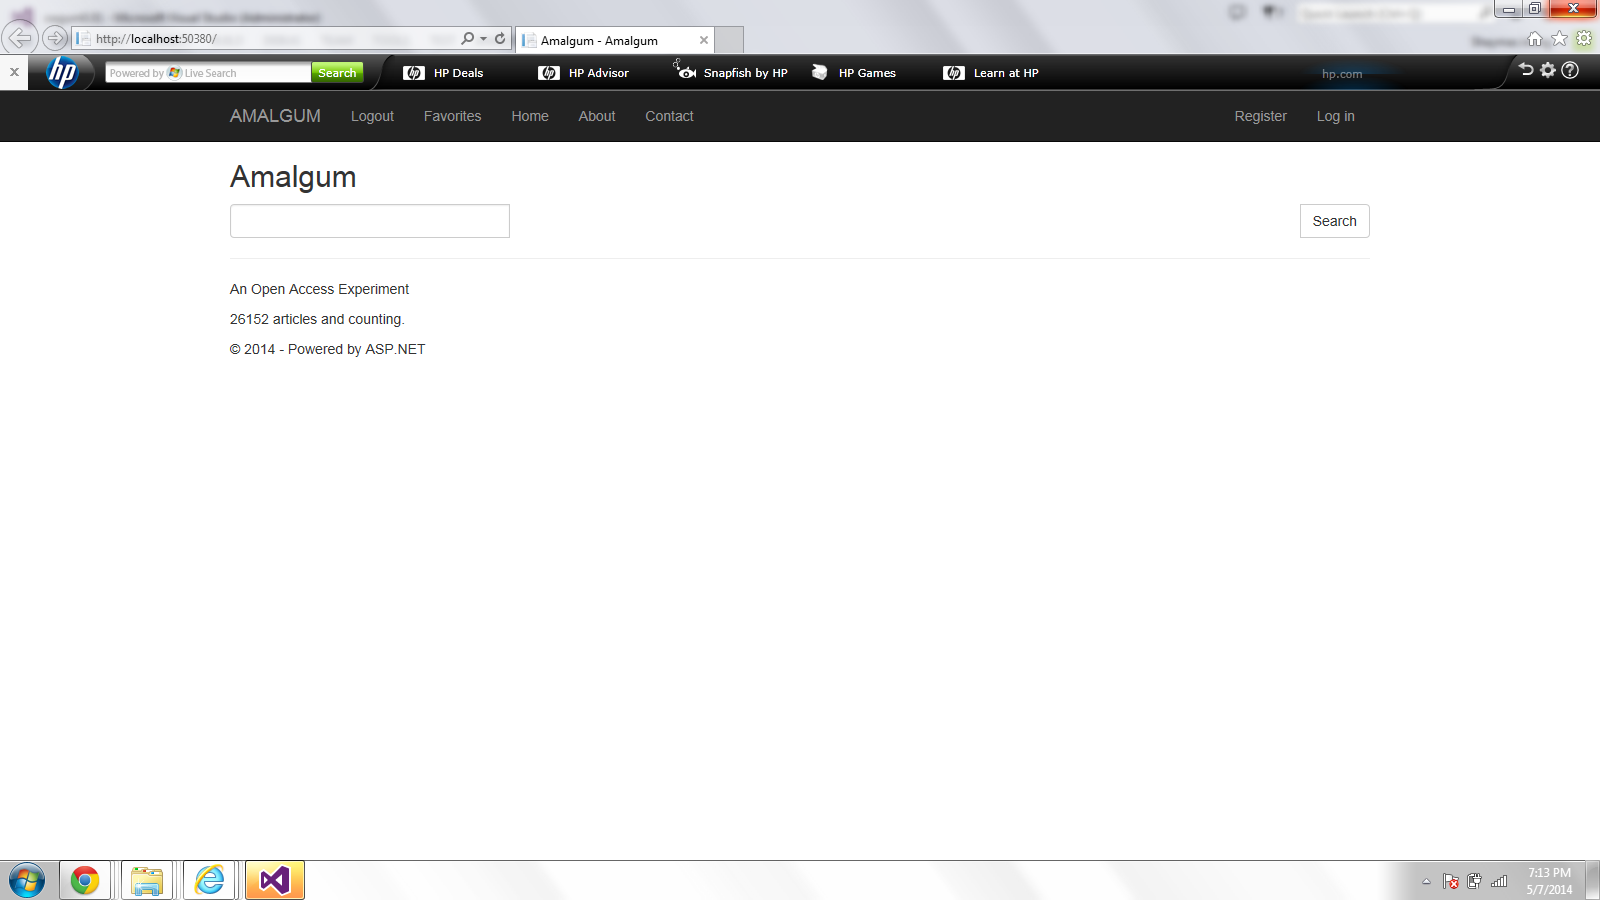 http://localhost:50380/
Amalgum - Amalgum
hp
Powered by Live Search
Search
HP Deals
HP Advisor
Snapfish by HP
HP Games
Learn at HP
hp.com
AMALGUM
Logout
Favorites
Home
About
Contact
Register
Log in
Amalgum
Search
An Open Access Experiment
26152 articles and counting.
© 2014 - Powered by ASP.NET
7:13 PM
5/7/2014